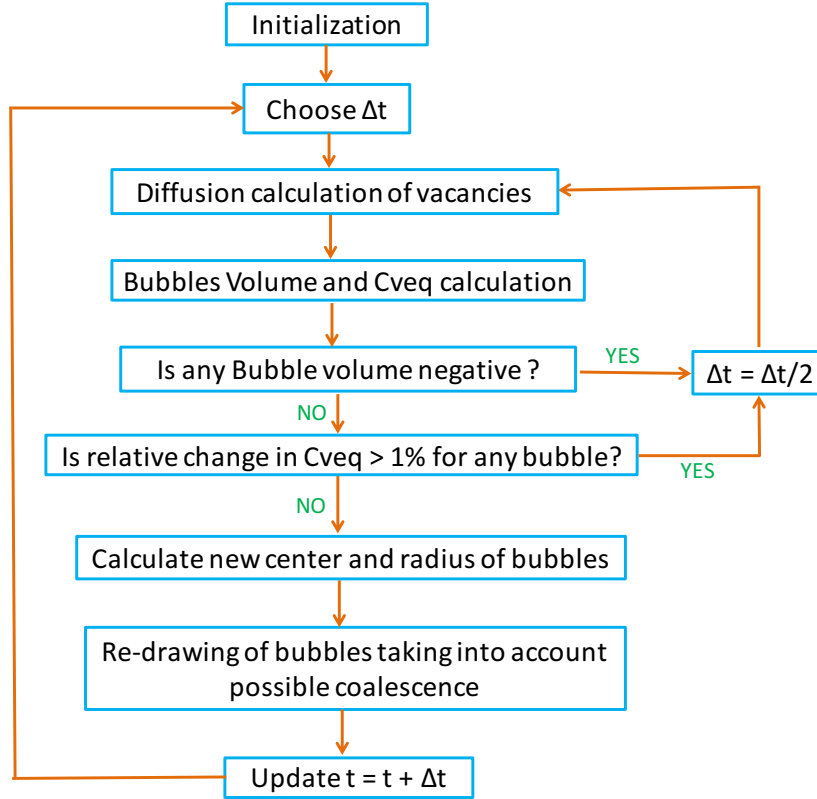 Initialization
Choose Δt
Diffusion calculation of vacancies
Bubbles Volume and Cveq calculation
Is any Bubble volume negative ?
YES
Δt = Δt/2
NO
Is relative change in Cveq > 1% for any bubble?
YES
NO
Calculate new center and radius of bubbles
Re-drawing of bubbles taking into account
possible coalescence
Update t = t + Δt